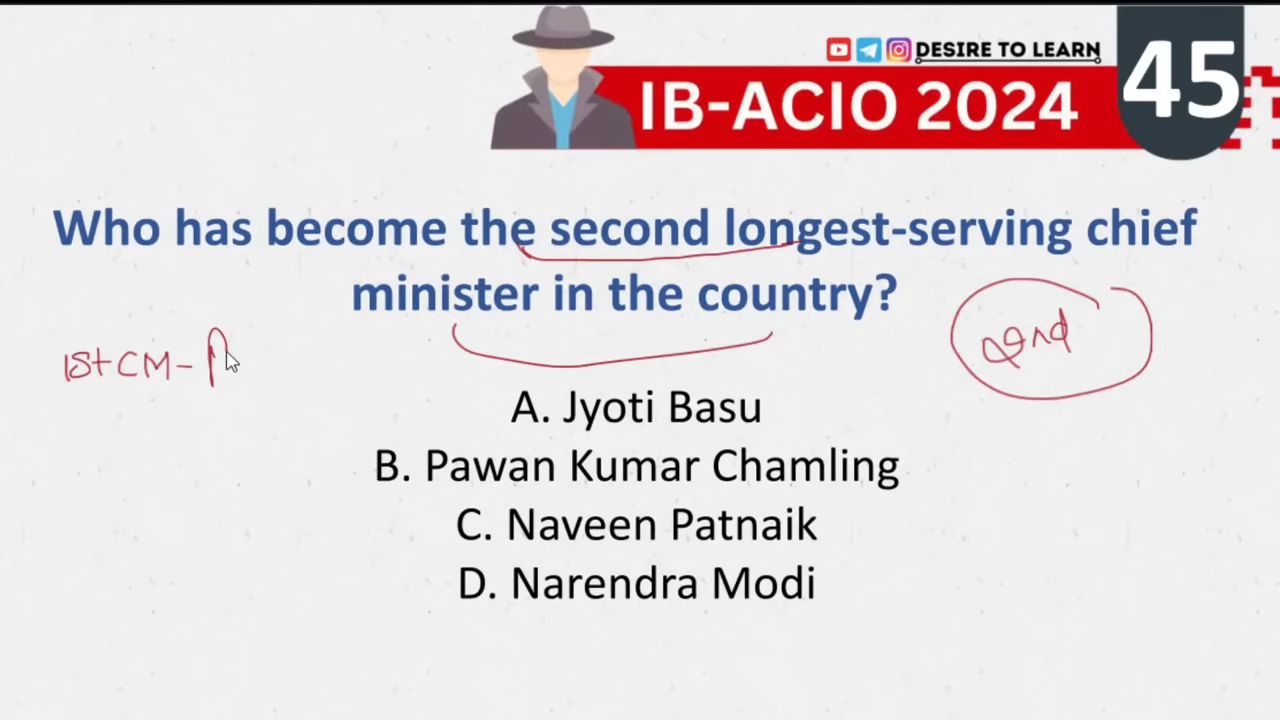 DESIRE TO LEARN
45
IB-ACIO 2024
Who has become the second longest-serving chief
minister in the country?
2nd
1st CM-
A. Jyoti Basu
B. Pawan Kumar Chamling
C. Naveen Patnaik
D. Narendra Modi